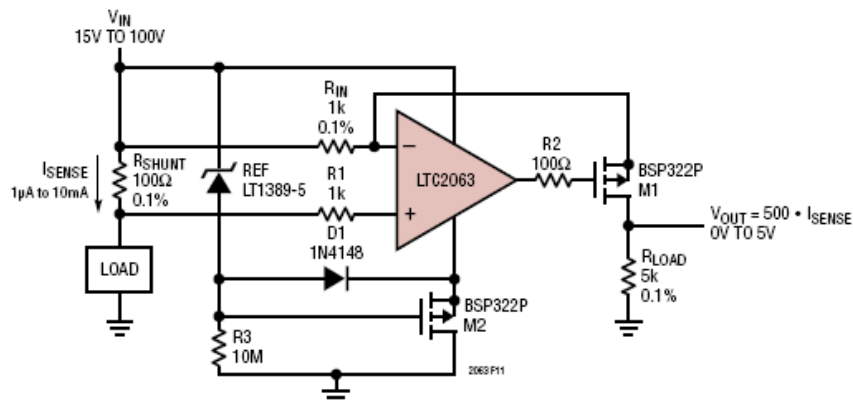 VIN
15V TO 100V
RIN
1k
0.1%
ISENSE
1µA to 10mA
RSHUNT
100Ω
0.1%
REF
LT1389-5
R1
1k
D1
1N4148
–
+
LTC2063
R2
100Ω
BSP322P
M1
VOUT = 500 • ISENSE
0V TO 5V
LOAD
RLOAD
5k
0.1%
BSP322P
M2
R3
10M
2063 F11